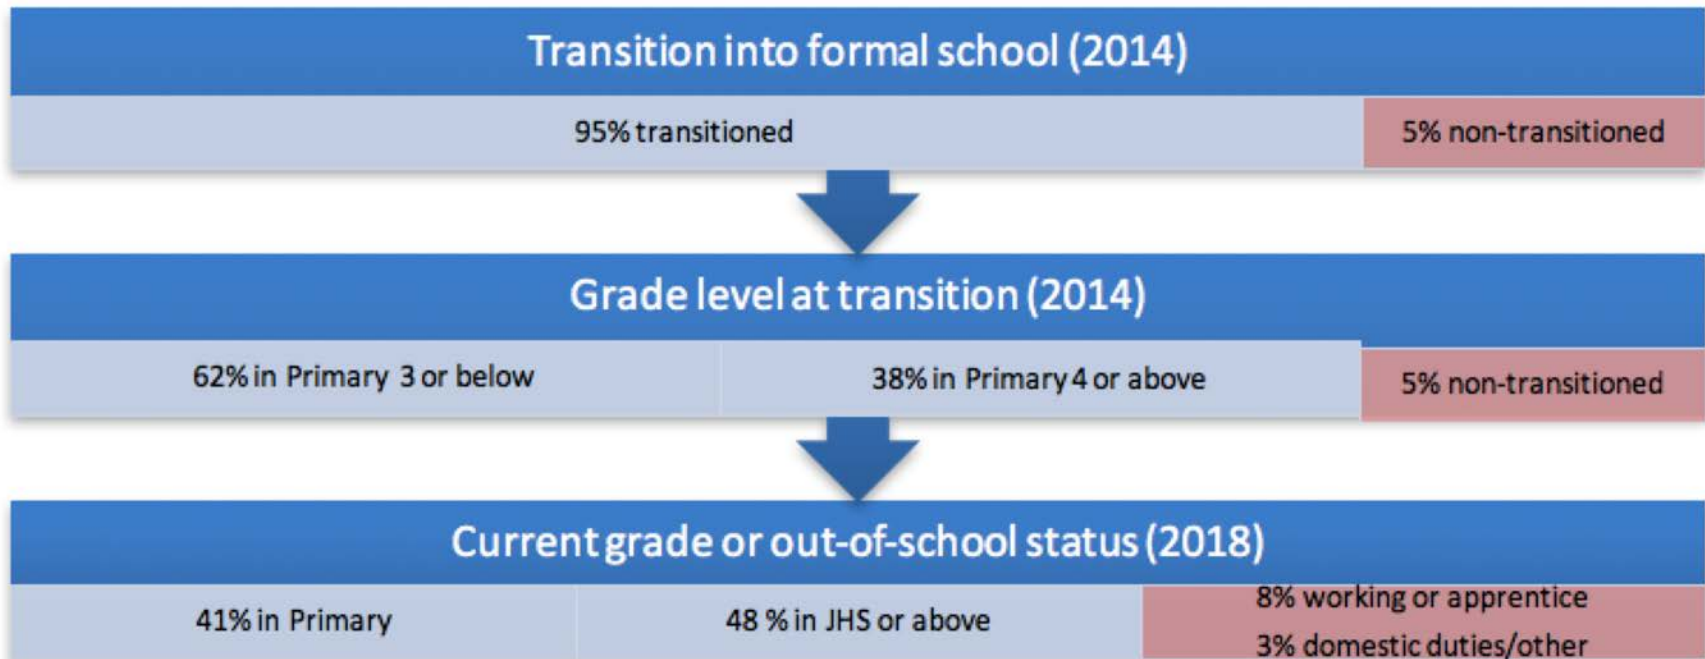 Transition into formal school (2014)
95% transitioned
5% non-transitioned
Grade level at transition (2014)
62% in Primary 3 or below
38% in Primary 4 or above
5% non-transitioned
Current grade or out-of-school status (2018)
41% in Primary
48 % in JHS or above
8% working or apprentice
3% domestic duties/other